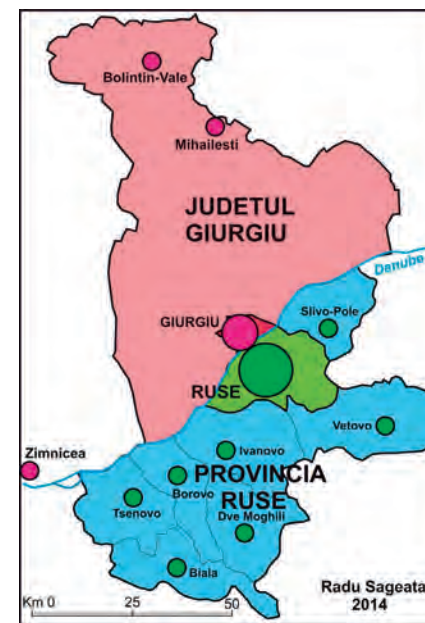 Bolintin-Vale
Mihailesti
JUDETUL
GIURGIU
Danube
Slivo-Pole
GIURGIU
RUSE
Vetovo
Zimnicea
Ivanovo
PROVINCIA
RUSE
Borovo
Tsenovo
Dve Moghili
Biala
Radu Sageata
2014
Km 0 25 50